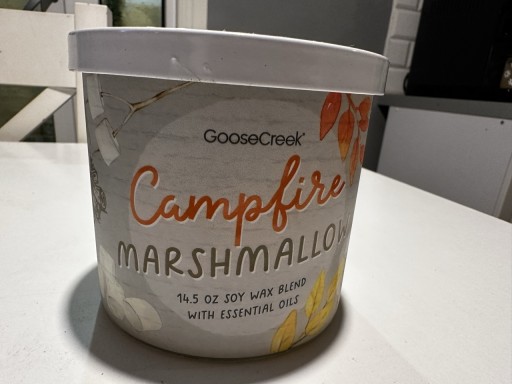 GooseCreek®
Campfire
MARSHMALLOW
14.5 OZ SOY WAX BLEND
WITH ESSENTIAL OILS